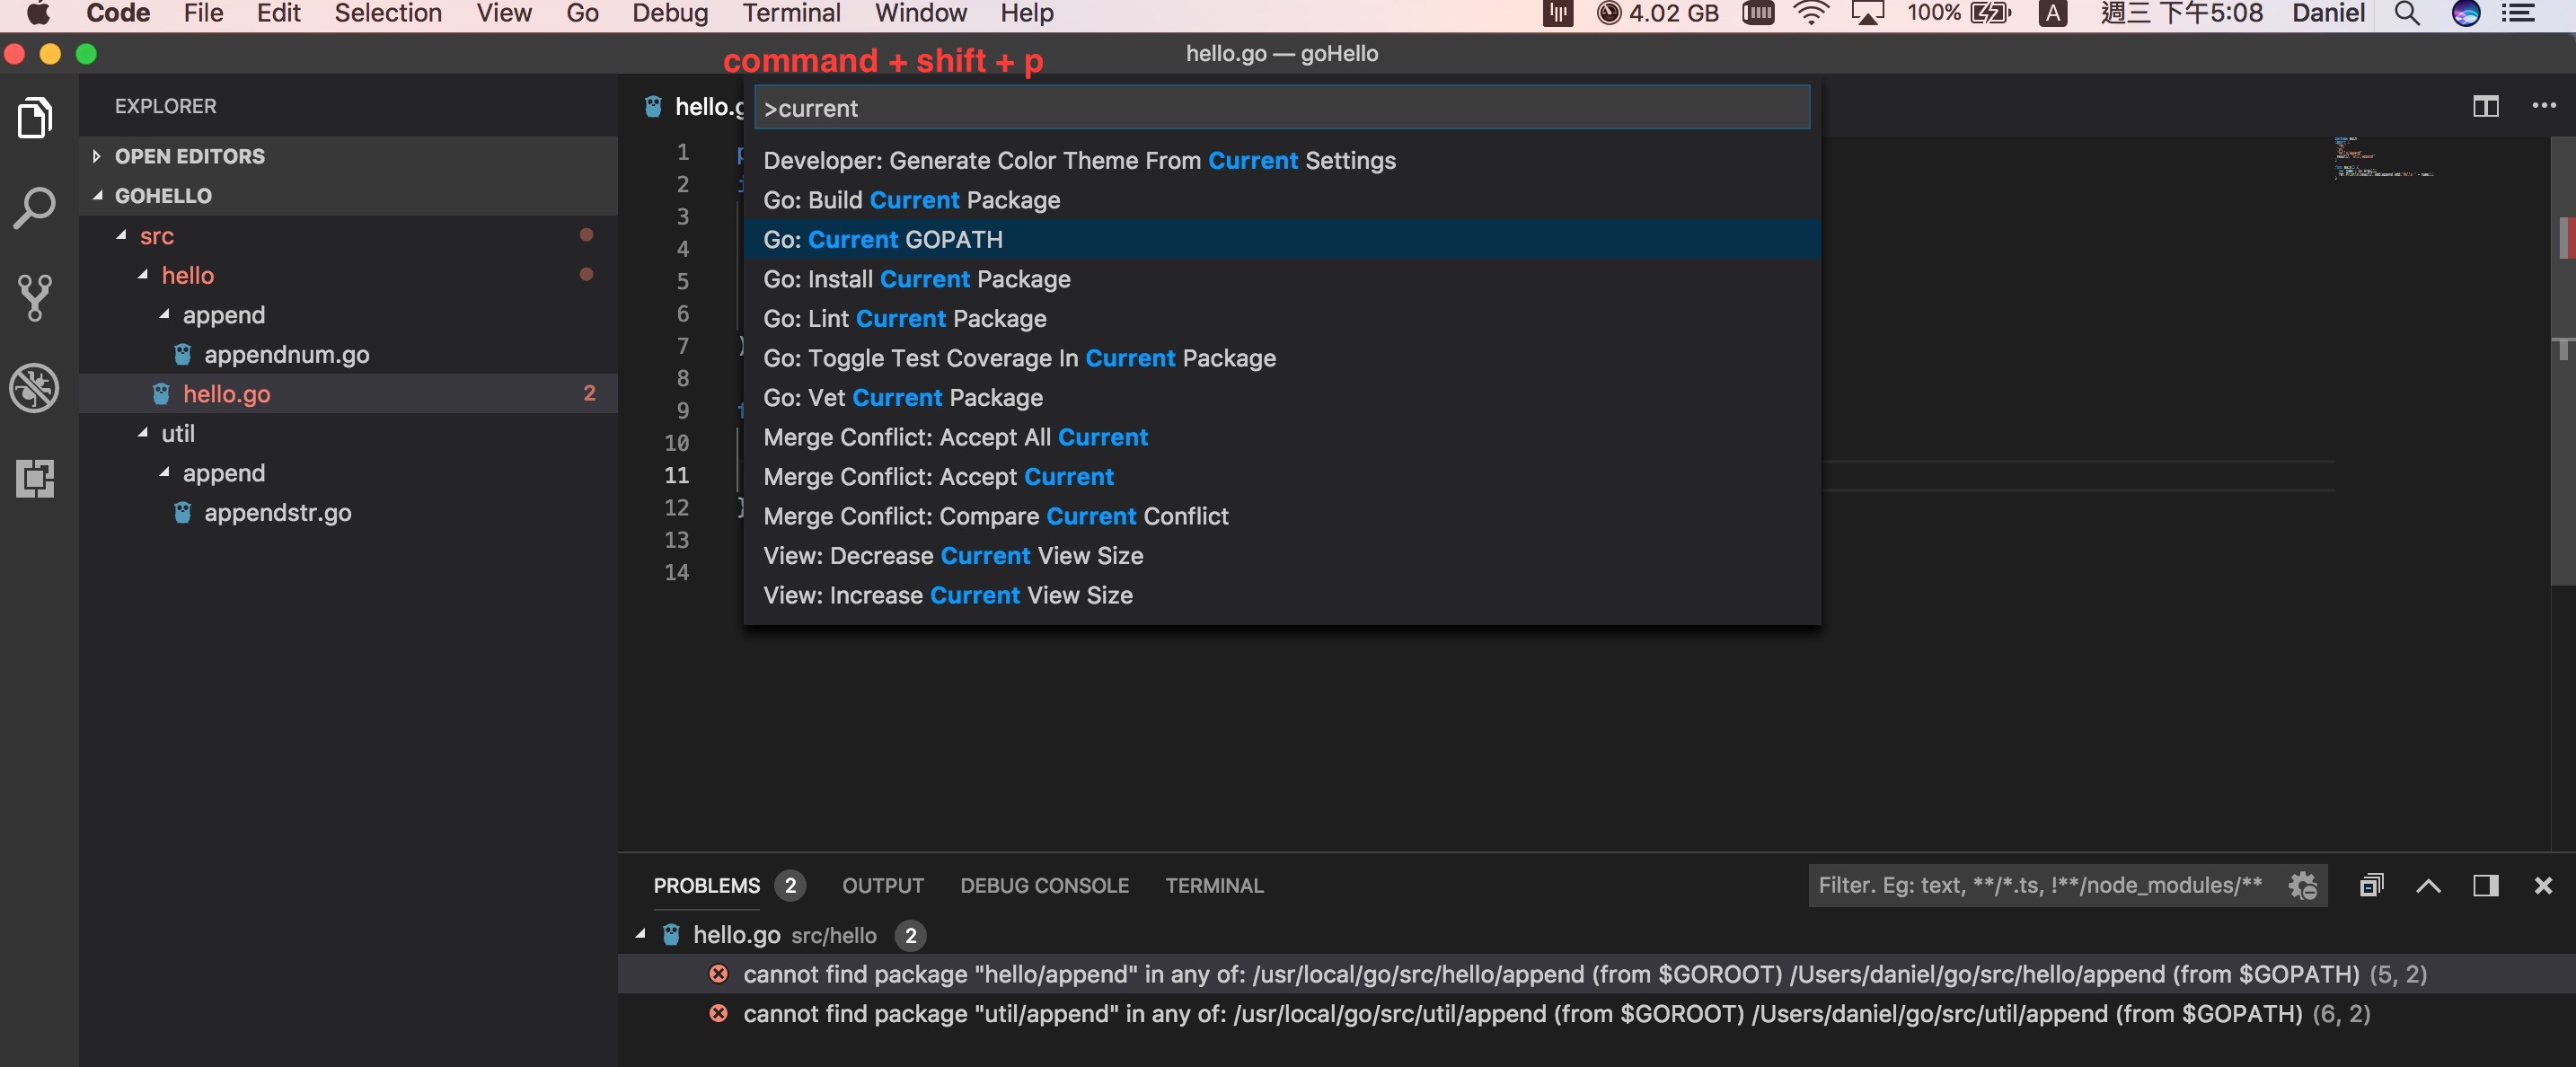 Code File Edit Selection View Go Debug Terminal Window Help 4.02 GB 100% A 週三 下午5:08 Daniel
command + shift + p
hello.go — goHello
EXPLORER
OPEN EDITORS
GOHELLO
src
hello
append
appendnum.go
hello.go 2
util
append
appendstr.go
hello.g
>current
Developer: Generate Color Theme From Current Settings
Go: Build Current Package
Go: Current GOPATH
Go: Install Current Package
Go: Lint Current Package
Go: Toggle Test Coverage In Current Package
Go: Vet Current Package
Merge Conflict: Accept All Current
Merge Conflict: Accept Current
Merge Conflict: Compare Current Conflict
View: Decrease Current View Size
View: Increase Current View Size
1
2
3
4
5
6
7
8
9
10
11
12
13
14
PROBLEMS 2 OUTPUT DEBUG CONSOLE TERMINAL Filter. Eg: text, **/*.ts, !**/node_modules/**
hello.go src/hello 2
cannot find package "hello/append" in any of: /usr/local/go/src/hello/append (from $GOROOT) /Users/daniel/go/src/hello/append (from $GOPATH) (5, 2)
cannot find package "util/append" in any of: /usr/local/go/src/util/append (from $GOROOT) /Users/daniel/go/src/util/append (from $GOPATH) (6, 2)